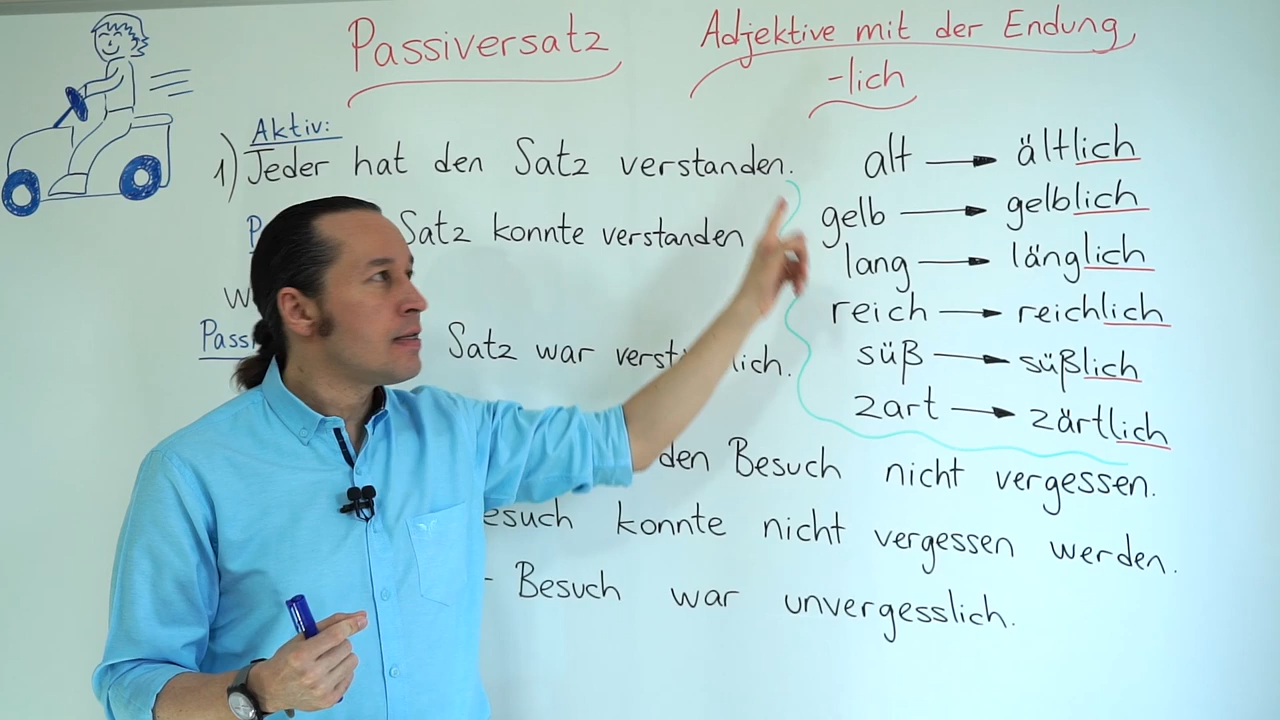 Passiversatz
Adjektive mit der Endung
-lich
Aktiv:
1) Jeder hat den Satz verstanden.
Satz konnte verstanden
Satz war
den Besuch nicht vergessen.
konnte nicht vergessen werden.
- Besuch war unvergesslich.
alt → ältlich
gelb → gelblich
lang → länglich
reich → reichlich
süß → süßlich
zart → zärtlich